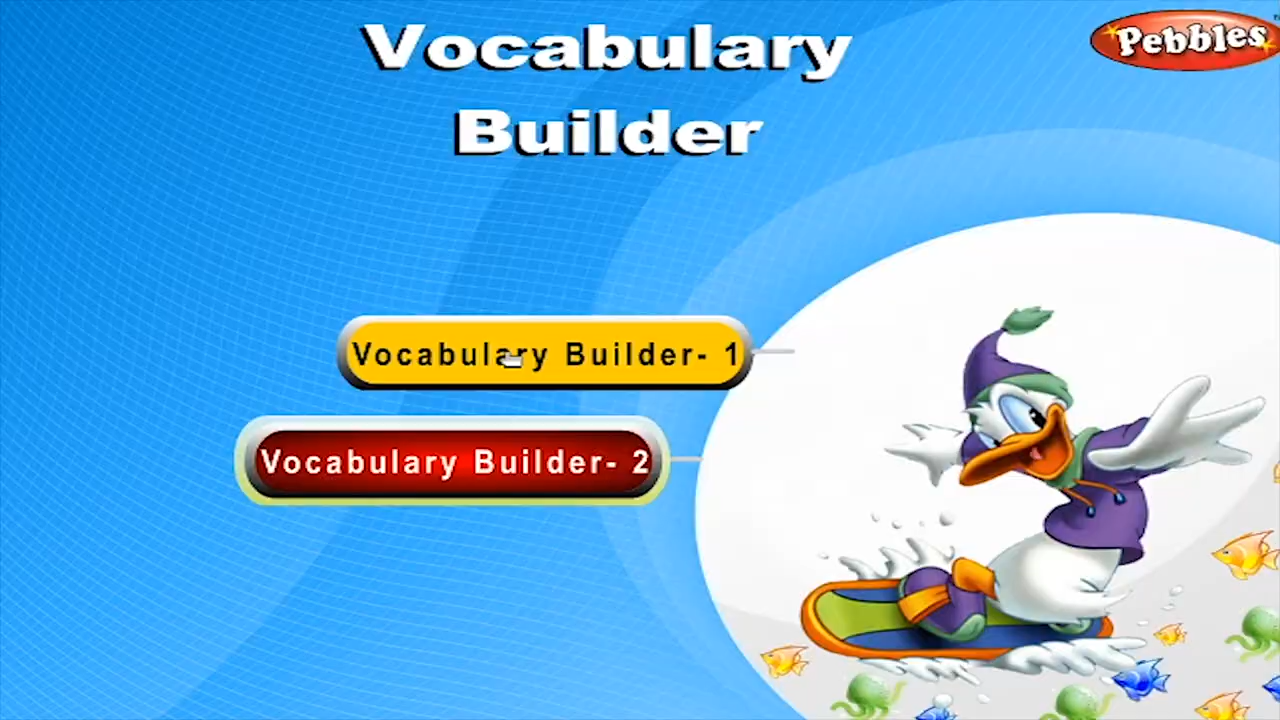 Vocabulary
Builder
Pebbles
Vocabulary Builder- 1
Vocabulary Builder- 2